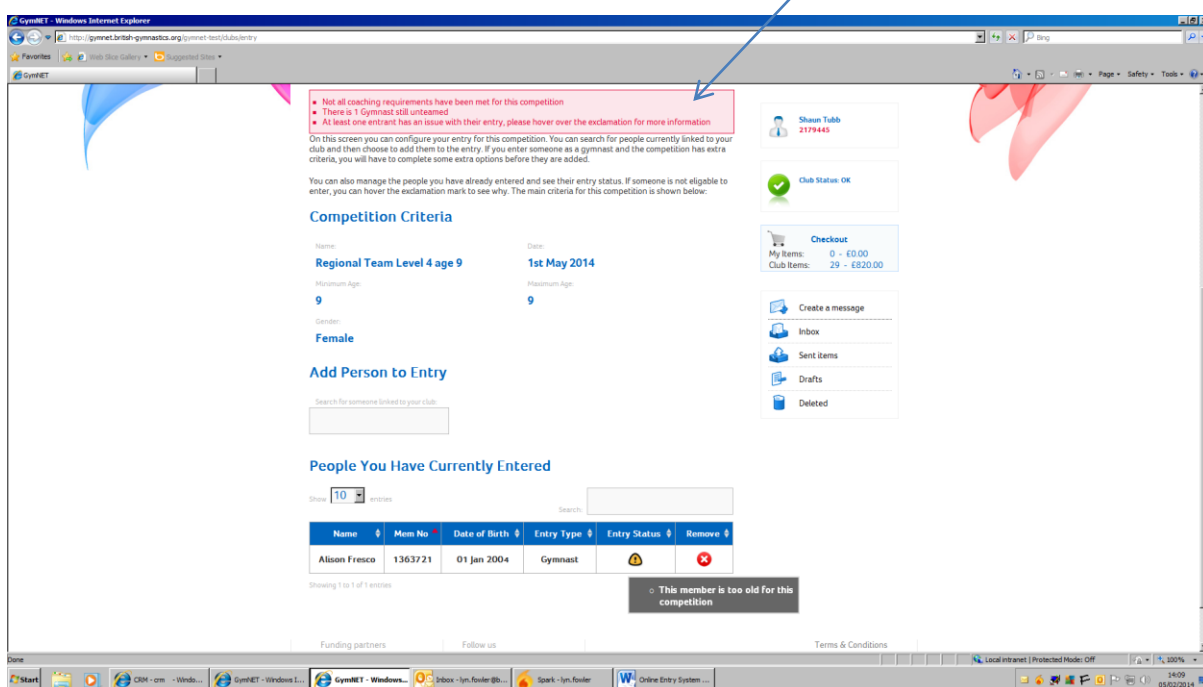 GymNET - Windows Internet Explorer
http://gymnet.british-gymnastics.org/gymnet-test/clubs/entry
Bing
Favorites
Web Slice Gallery
Suggested Sites
GymNET
Page
Safety
Tools
Not all coaching requirements have been met for this competition
There is 1 Gymnast still unteamed
At least one entrant has an issue with their entry, please hover over the exclamation for more information
On this screen you can configure your entry for this competition. You can search for people currently linked to your
club and then choose to add them to the entry. If you enter someone as a gymnast and the competition has extra
criteria, you will have to complete some extra options before they are added.
You can also manage the people you have already entered and see their entry status. If someone is not eligible to
enter, you can hover the exclamation mark to see why. The main criteria for this competition is shown below:
Shaun Tubb
2179445
Club Status: OK
Checkout
My Items: 0 - £0.00
Club Items: 29 - £820.00
Create a message
Inbox
Sent items
Drafts
Deleted
Competition Criteria
Name: Date:
Regional Team Level 4 age 9 1st May 2014
Minimum Age: Maximum Age:
9 9
Gender:
Female
Add Person to Entry
Search for someone linked to your club:
People You Have Currently Entered
Show 10 entries
Search:
Name Mem No Date of Birth Entry Type Entry Status Remove
Alison Fresco 1363721 01 Jan 2004 Gymnast
Showing 1 to 1 of 1 entries
This member is too old for this
competition
Funding partners Follow us Terms & Conditions
Done
Local intranet | Protected Mode: Off
100%
Start
CRM - crm - Windo...
GymNET - Windows I...
GymNET - Windows...
Inbox - lyn.fowler@b...
Spark - lyn.fowler
Online Entry System ...
14:09
05/02/2014